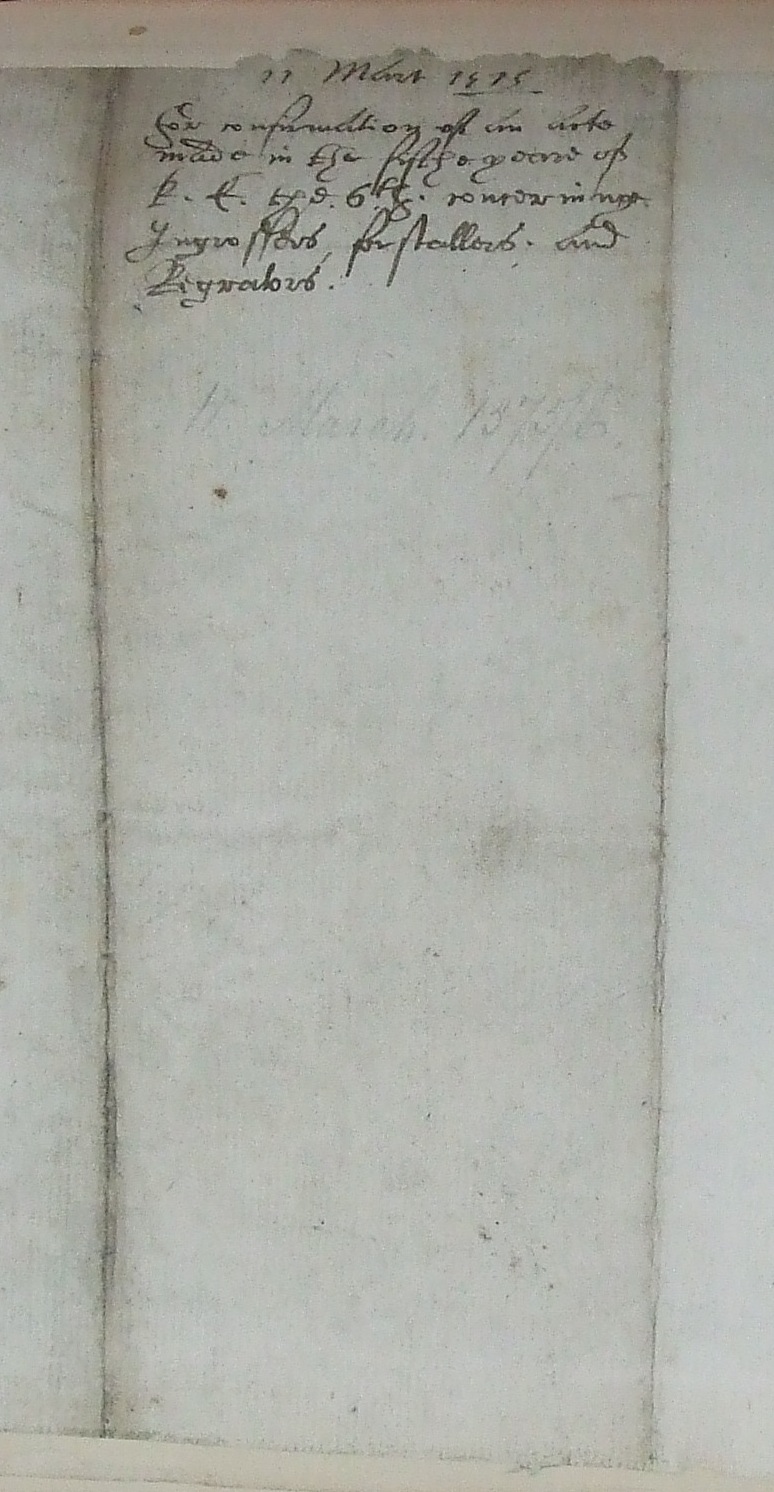 11 Mart 1575
For confirmation of an acte
made in the fifthe yeare of
k. E. the. 6th. concerninge
Ingrossers, forstallers. and
Regrators.
11. March. 1575/6.